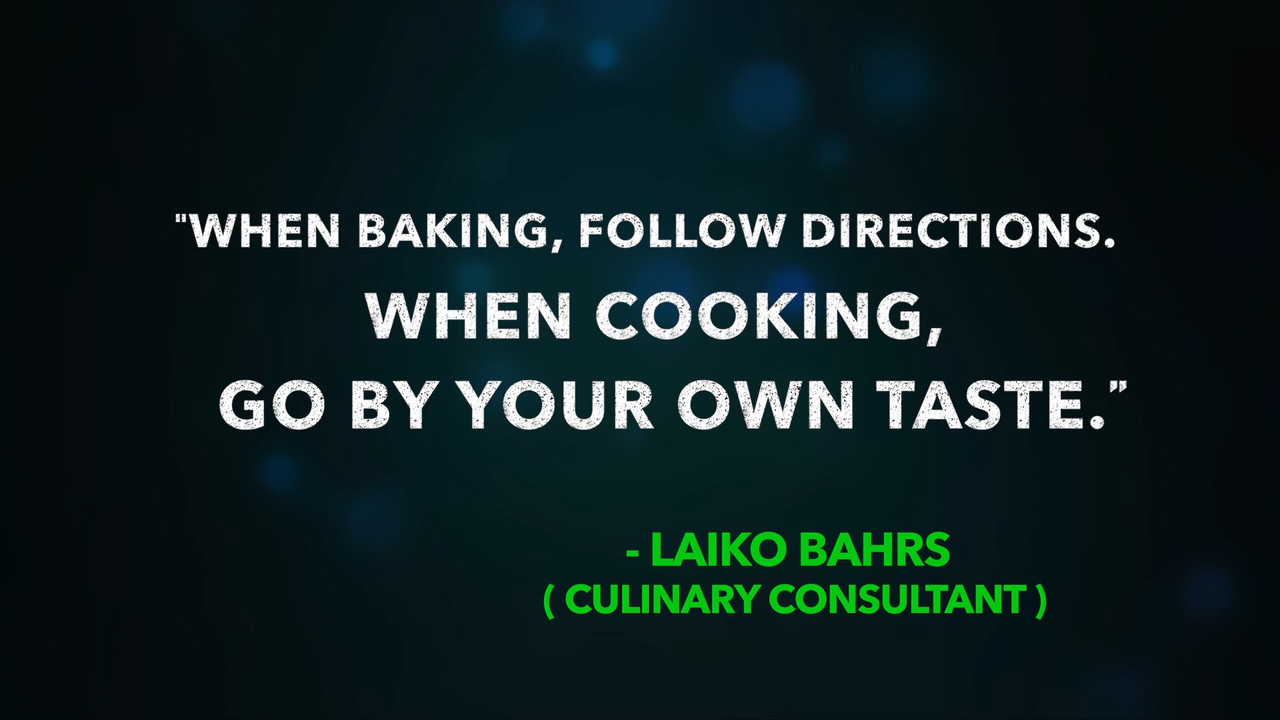 "WHEN BAKING, FOLLOW DIRECTIONS.
WHEN COOKING,
GO BY YOUR OWN TASTE.”
- LAIKO BAHRS
( CULINARY CONSULTANT )